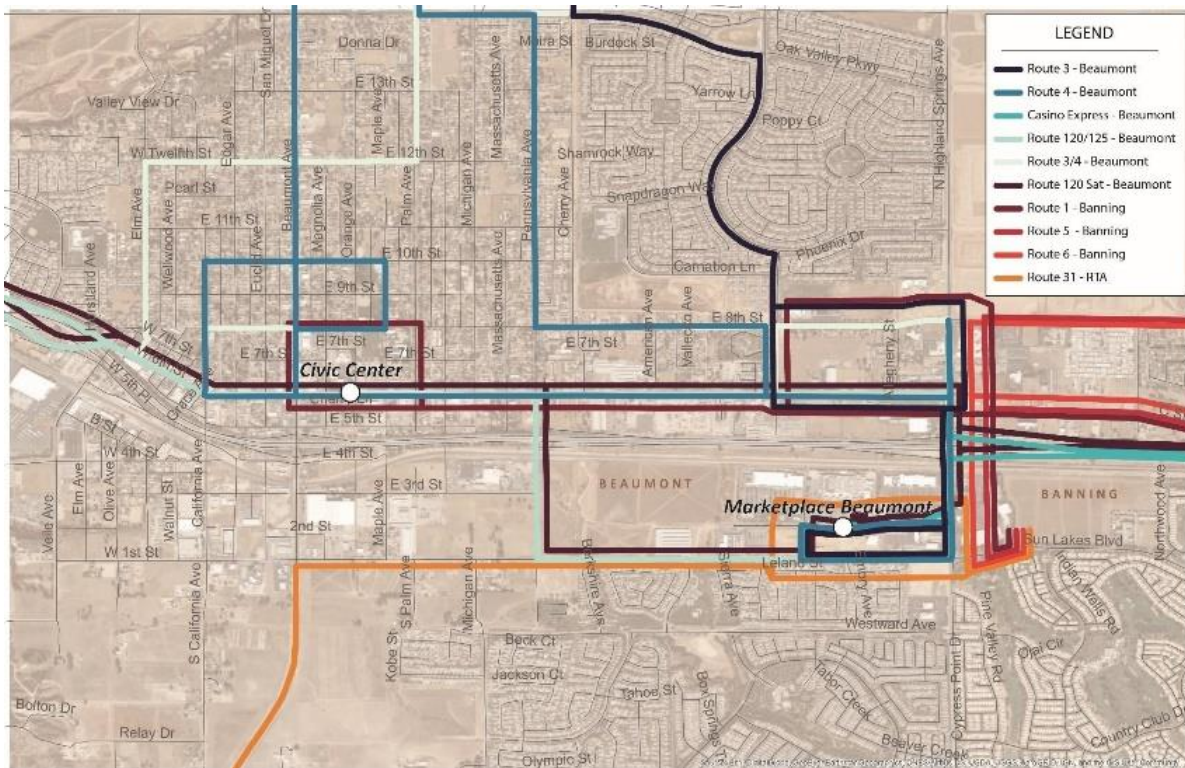 LEGEND
Route 3 - Beaumont
Route 4 - Beaumont
Casino Express - Beaumont
Route 120/125 - Beaumont
Route 3/4 - Beaumont
Route 120 Sat - Beaumont
Route 1 - Banning
Route 5 - Banning
Route 6 - Banning
Route 31 - RTA
San Miguel Dr
Donna Dr
Moira St
Burdock St
Oak Valley Pkwy
N Highland Springs Ave
E 13th St
Valley View Dr
Yarrow Ln
Poppy Ct
Edgar Ave
Maple Ave
Massachusetts Ave
W Twelfth St
E 12th St
Shamrock Way
Pearl St
Snapdragon Way
Elm Ave
Wellwood Ave
E 11th St
Beaumont Ave
Magnolia Ave
Orange Ave
Palm Ave
Michigan Ave
Pennsylvania Ave
Cherry Ave
Euclid Ave
E 10th St
Phoenix Dr
Carnation Ln
E 9th St
Massachusetts Ave
American Ave
E 8th St
W 7th St
E 7th St
E 7th St
E 7th St
E 7th St
Civic Center
W 5th Pl
E 5th St
B St
W 4th St
E 4th St
Elm Ave
Olive Ave
Walnut St
California Ave
E 3rd St
Maple Ave
BEAUMONT
BANNING
Marketplace Beaumont
2nd St
W 1st St
Sun Lakes Blvd
Northwood Ave
Veile Ave
Leland St
S California Ave
S Palm Ave
Michigan Ave
Berkshire Ave
Sierra Ave
Westward Ave
Indian Wells Rd
Pine Valley Rd
Kobe St
Beck Ct
Jackson Ct
Tahoe St
Tabor Creek
Ojai Cir
Bolton Dr
Relay Dr
Olympic St
Beaver Creek
Country Club Dr